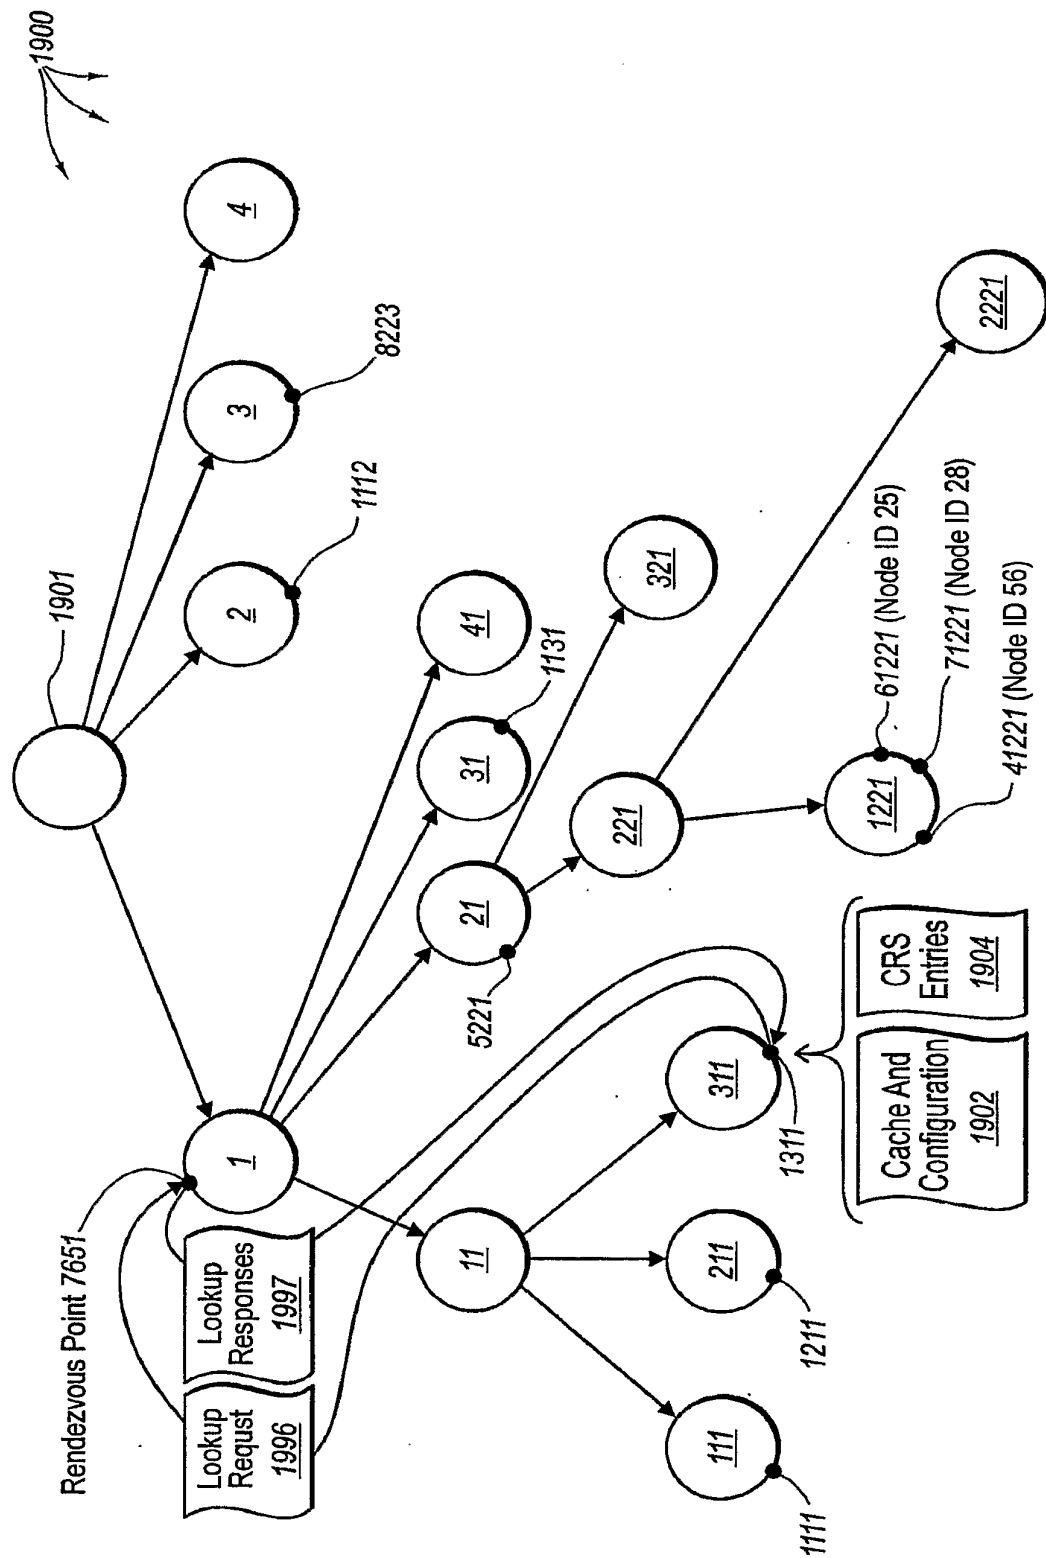 1900
1901
4
3
8223
2
1112
1
Rendezvous Point 7651
Lookup
Requst
1996
Lookup
Responses
1997
41
31
1131
21
5221
11
321
221
2221
1221
61221 (Node ID 25)
71221 (Node ID 28)
41221 (Node ID 56)
311
1311
211
1211
111
1111
Cache And
Configuration
1902
CRS
Entries
1904